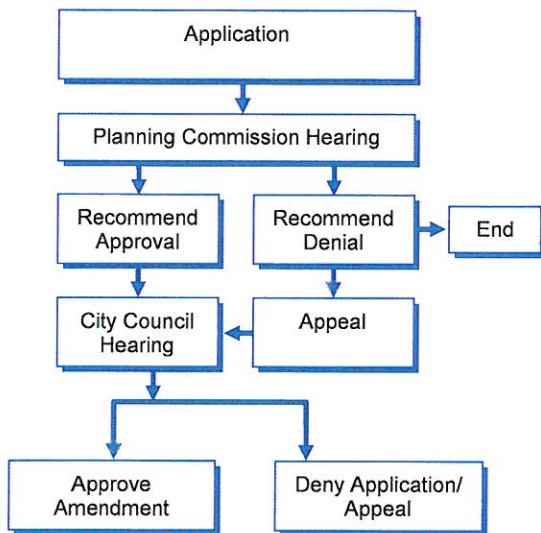 Application
Planning Commission Hearing
Recommend
Approval
Recommend
Denial
End
City Council
Hearing
Appeal
Approve
Amendment
Deny Application/
Appeal